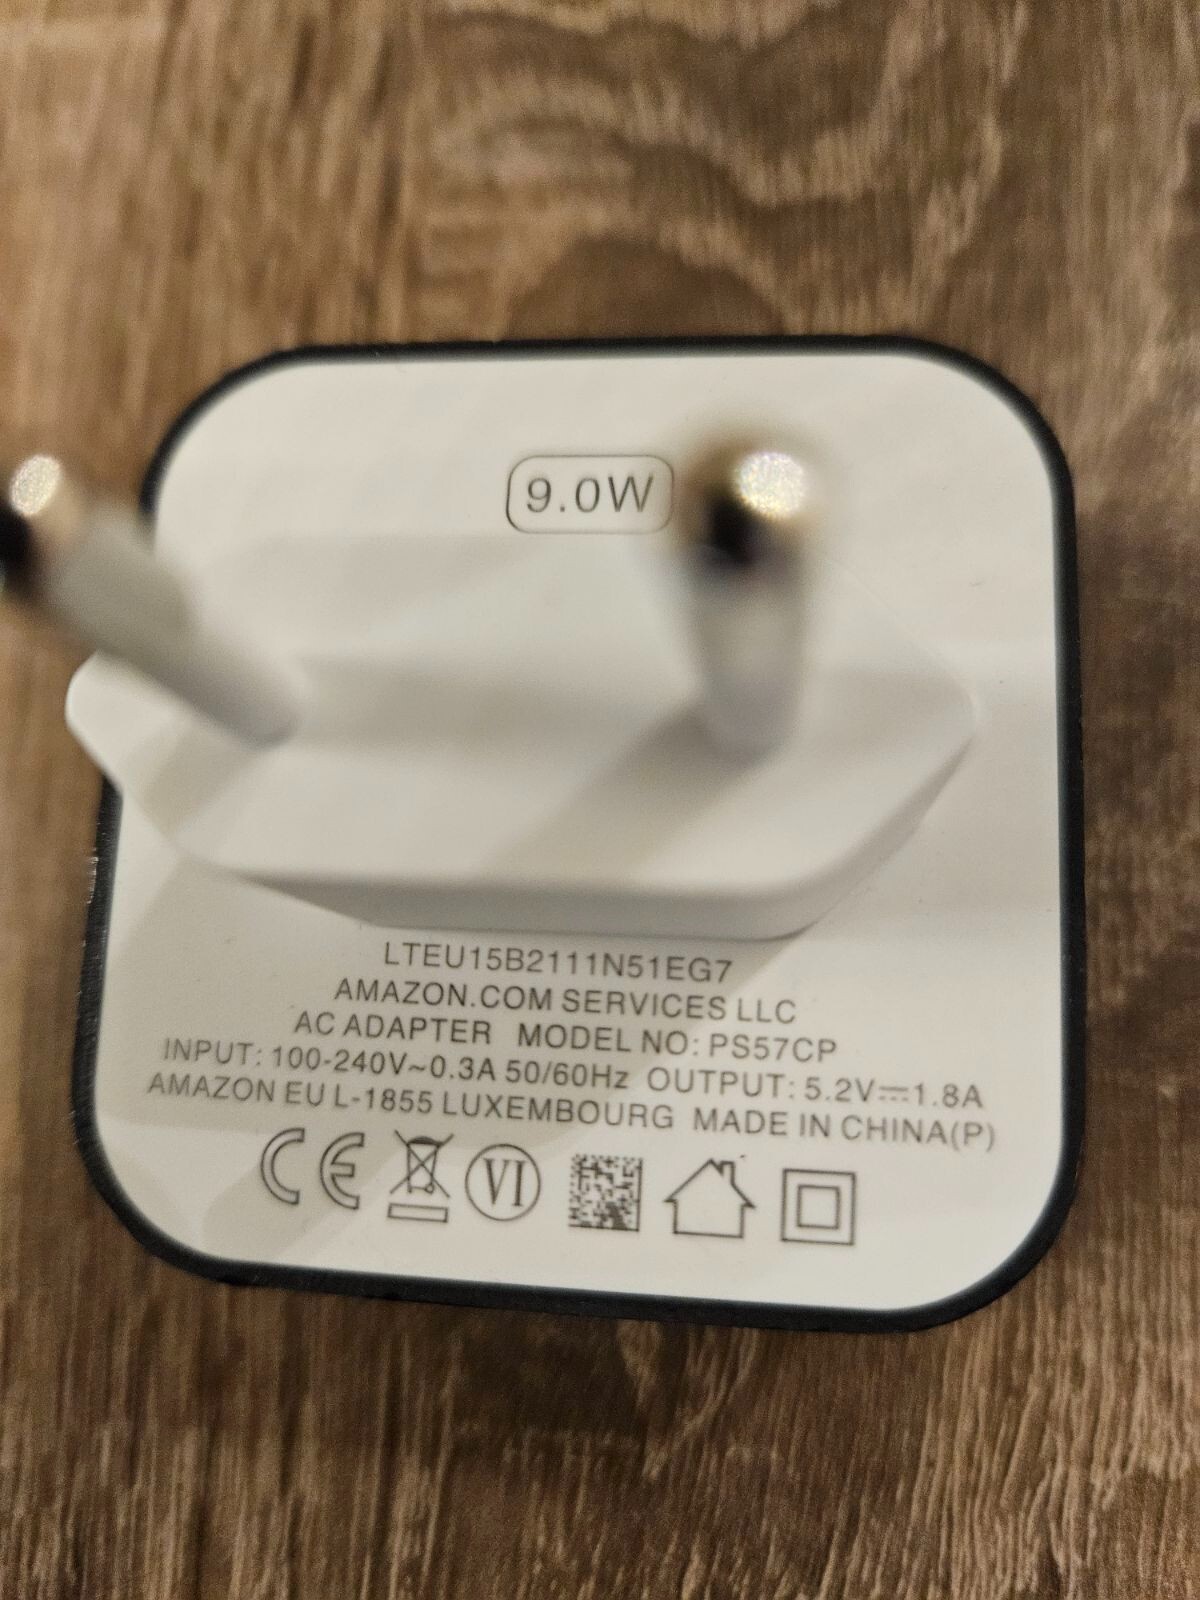 9.0W
LTEU15B2111N51EG7
AMAZON.COM SERVICES LLC
AC ADAPTER MODEL NO: PS57CP
INPUT: 100-240V~0.3A 50/60Hz OUTPUT: 5.2V⎓1.8A
AMAZON EU L-1855 LUXEMBOURG MADE IN CHINA(P)
CE VI